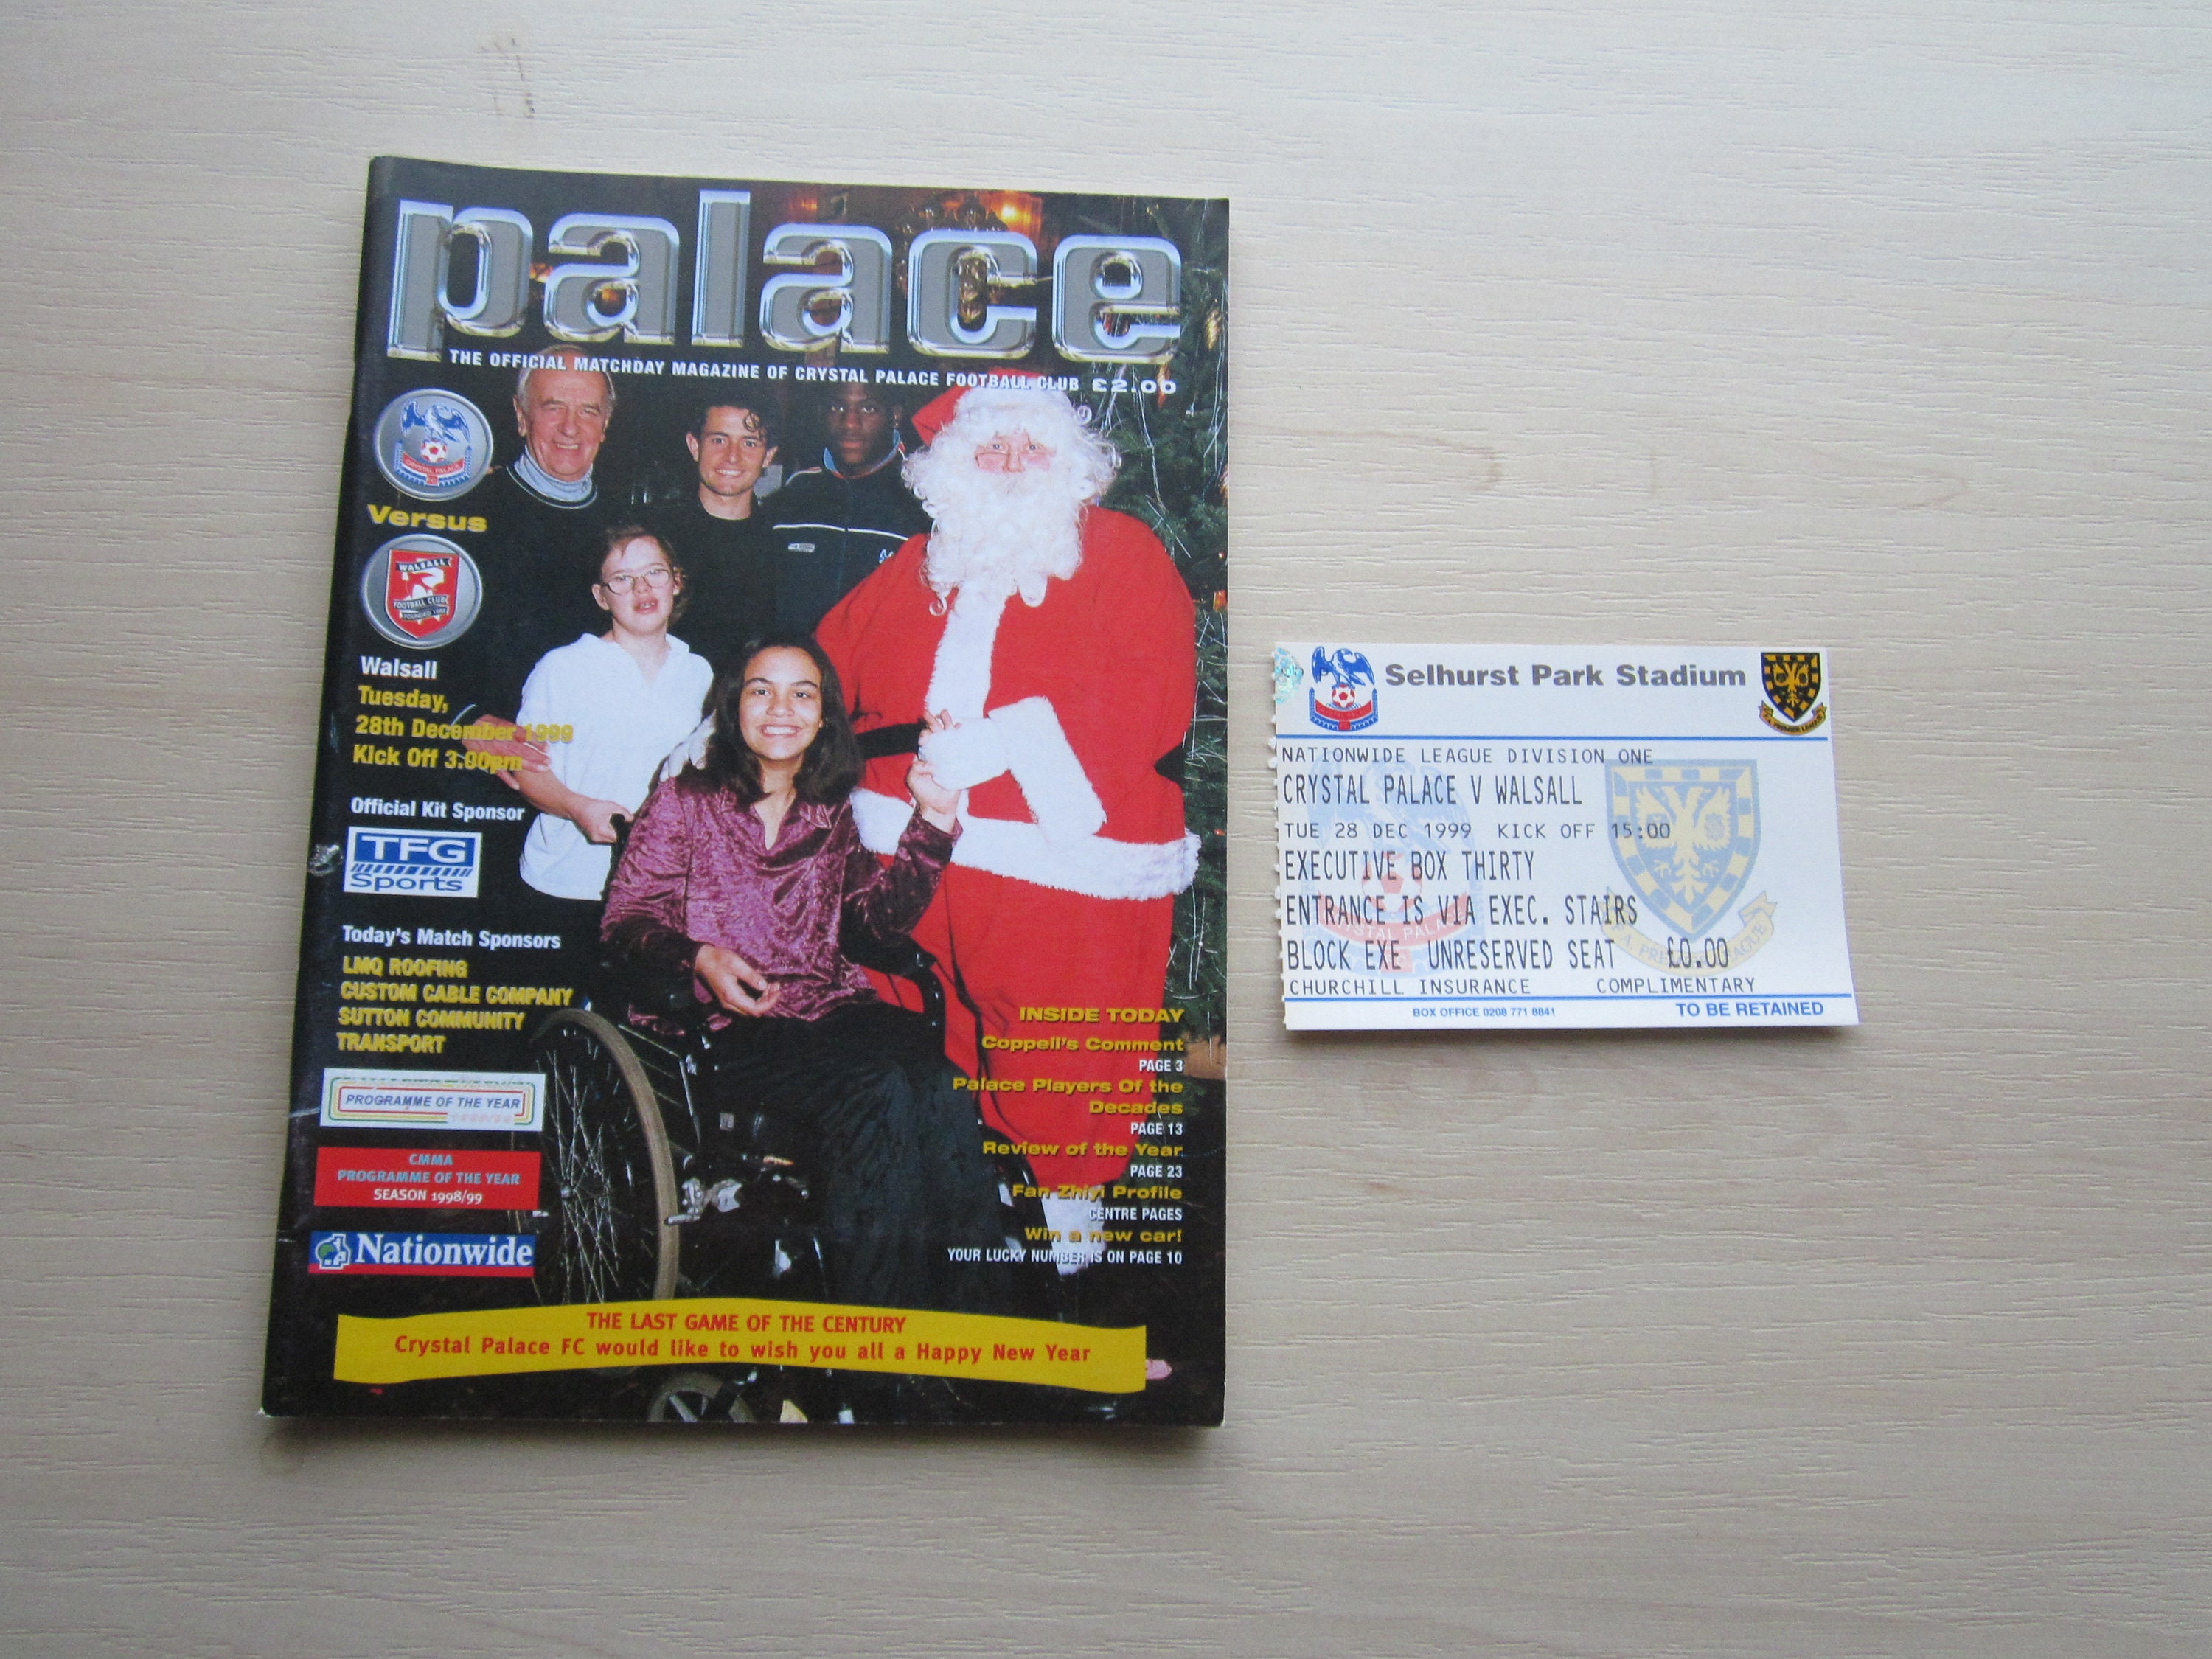 palace
THE OFFICIAL MATCHDAY MAGAZINE OF CRYSTAL PALACE FOOTBALL CLUB £2.00
CRYSTAL PALACE
Versus
WALSALL
FOOTBALL CLUB
FOUNDED 1888
Walsall
Tuesday,
28th December 1999
Kick Off 3.00pm
Official Kit Sponsor
TFG
Sports
Today's Match Sponsors
LMQ ROOFING
CUSTOM CABLE COMPANY
SUTTON COMMUNITY
TRANSPORT
PROGRAMME OF THE YEAR
CMMA
PROGRAMME OF THE YEAR
SEASON 1998/99
Nationwide
INSIDE TODAY
Coppell's Comment
PAGE 3
Palace Players Of the
Decades
PAGE 13
Review of the Year
PAGE 23
Fan Zhiyi Profile
CENTRE PAGES
Win a new car!
YOUR LUCKY NUMBER IS ON PAGE 10
THE LAST GAME OF THE CENTURY
Crystal Palace FC would like to wish you all a Happy New Year
Selhurst Park Stadium
NATIONWIDE LEAGUE DIVISION ONE
CRYSTAL PALACE V WALSALL
TUE 28 DEC 1999 KICK OFF 15:00
EXECUTIVE BOX THIRTY
ENTRANCE IS VIA EXEC. STAIRS
BLOCK EXE UNRESERVED SEAT £0.00
CHURCHILL INSURANCE COMPLIMENTARY
BOX OFFICE 0208 771 8841 TO BE RETAINED